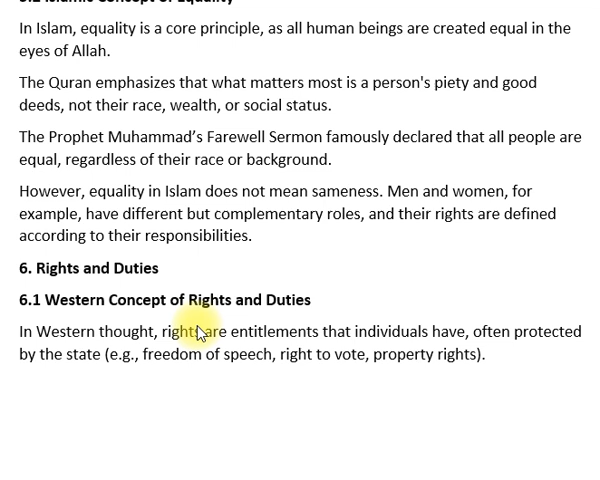 5.2 Islamic Concept of Equality
In Islam, equality is a core principle, as all human beings are created equal in the
eyes of Allah.
The Quran emphasizes that what matters most is a person's piety and good
deeds, not their race, wealth, or social status.
The Prophet Muhammad’s Farewell Sermon famously declared that all people are
equal, regardless of their race or background.
However, equality in Islam does not mean sameness. Men and women, for
example, have different but complementary roles, and their rights are defined
according to their responsibilities.
6. Rights and Duties
6.1 Western Concept of Rights and Duties
In Western thought, rights are entitlements that individuals have, often protected
by the state (e.g., freedom of speech, right to vote, property rights).